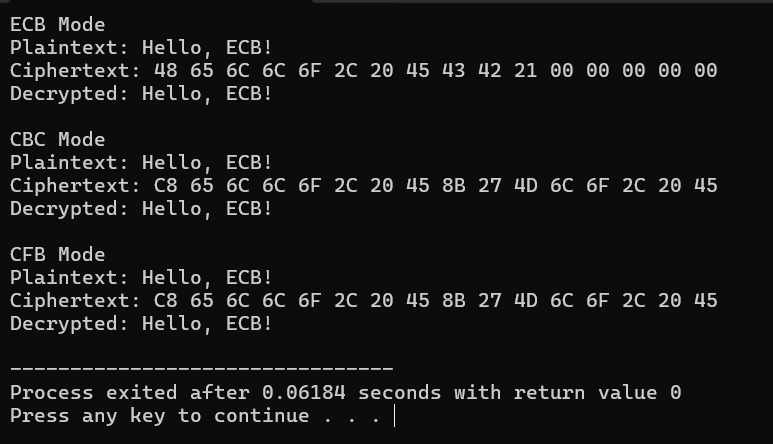 ECB Mode
Plaintext: Hello, ECB!
Ciphertext: 48 65 6C 6C 6F 2C 20 45 43 42 21 00 00 00 00 00
Decrypted: Hello, ECB!
CBC Mode
Plaintext: Hello, ECB!
Ciphertext: C8 65 6C 6C 6F 2C 20 45 8B 27 4D 6C 6F 2C 20 45
Decrypted: Hello, ECB!
CFB Mode
Plaintext: Hello, ECB!
Ciphertext: C8 65 6C 6C 6F 2C 20 45 8B 27 4D 6C 6F 2C 20 45
Decrypted: Hello, ECB!
--------------------------------
Process exited after 0.06184 seconds with return value 0
Press any key to continue . . .